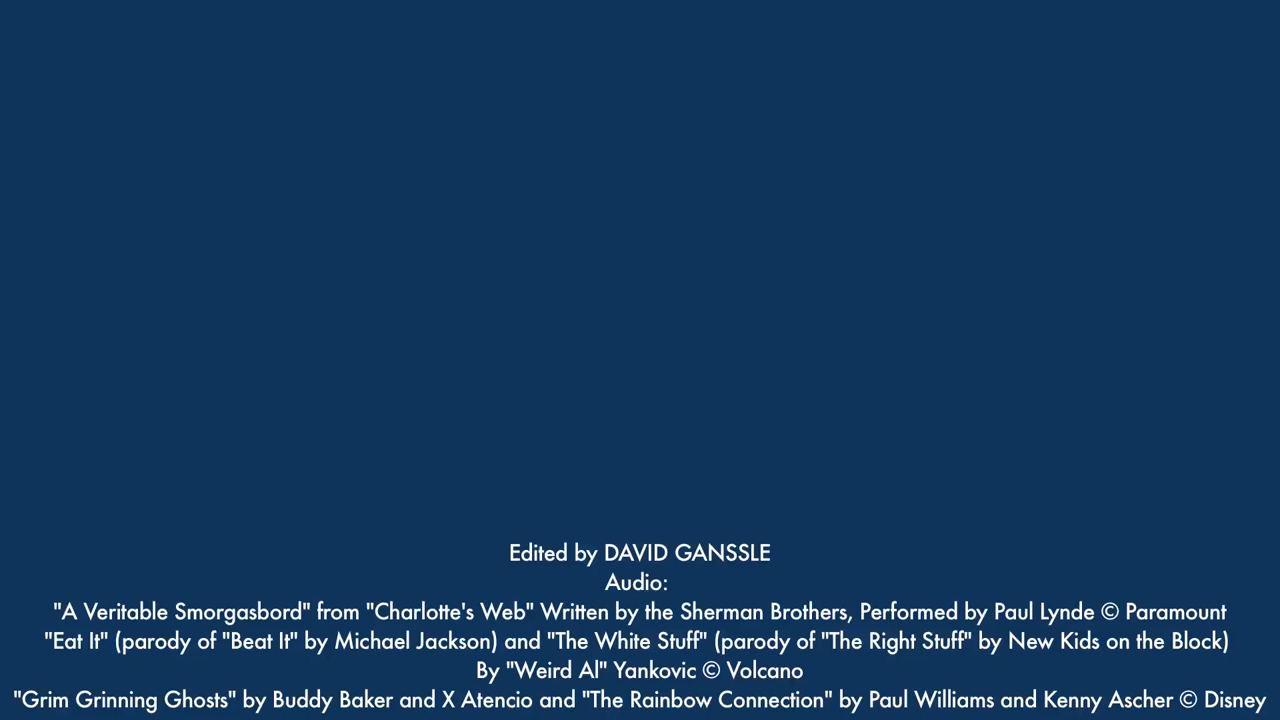 Edited by DAVID GANSSLE
Audio:
"A Veritable Smorgasbord" from "Charlotte's Web" Written by the Sherman Brothers, Performed by Paul Lynde © Paramount
"Eat It" (parody of "Beat It" by Michael Jackson) and "The White Stuff" (parody of "The Right Stuff" by New Kids on the Block)
By "Weird Al" Yankovic © Volcano
"Grim Grinning Ghosts" by Buddy Baker and X Atencio and "The Rainbow Connection" by Paul Williams and Kenny Ascher © Disney